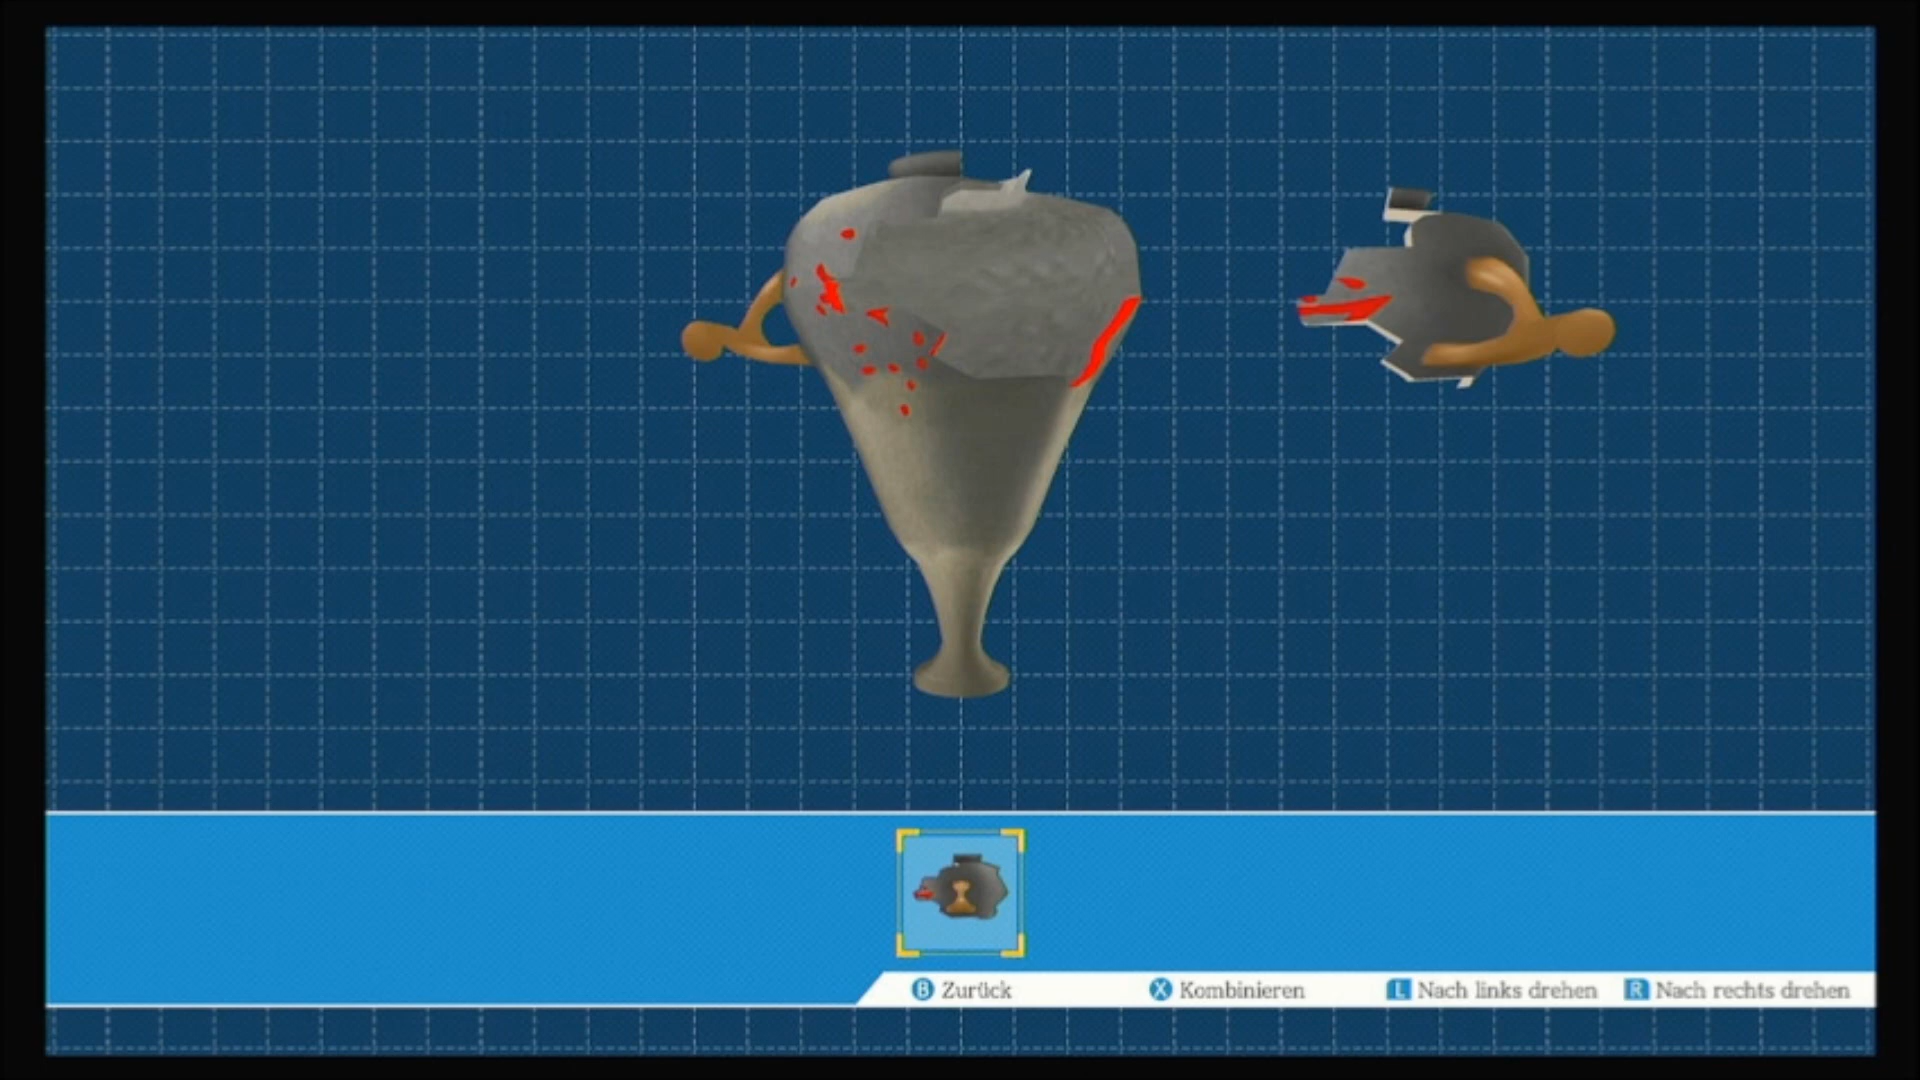 B Zurück
X Kombinieren
L Nach links drehen
R Nach rechts drehen